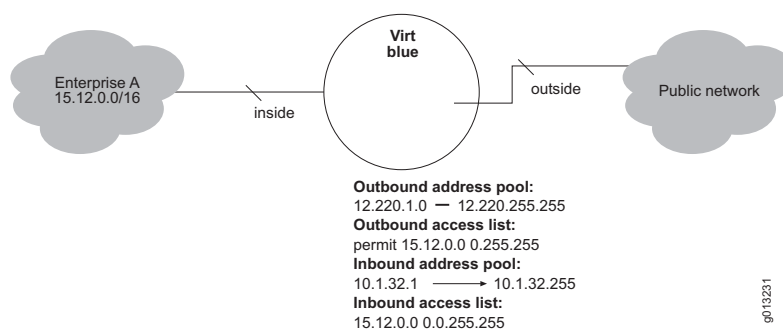 Virt
blue
Enterprise A
15.12.0.0/16
inside
outside
Public network
Outbound address pool:
12.220.1.0 — 12.220.255.255
Outbound access list:
permit 15.12.0.0 0.255.255
Inbound address pool:
10.1.32.1 → 10.1.32.255
Inbound access list:
15.12.0.0 0.0.255.255
g013231